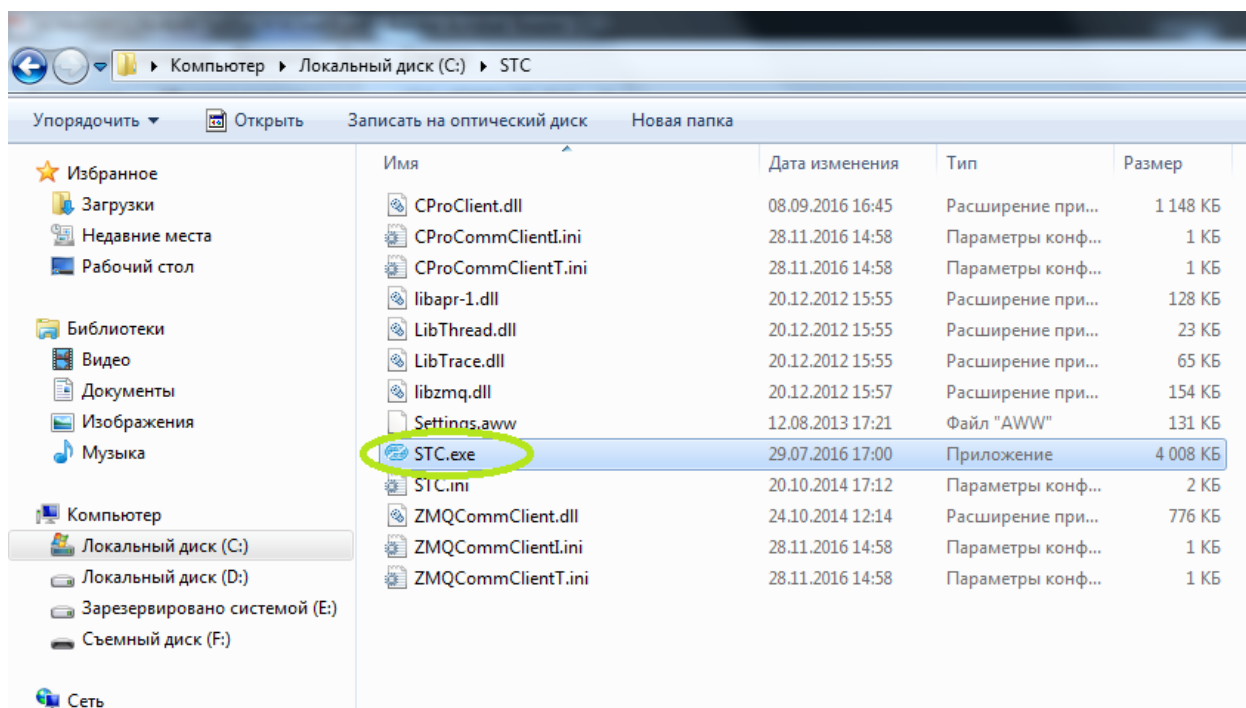 Компьютер Локальный диск (C:) STC
Упорядочить Открыть Записать на оптический диск Новая папка
Избранное
Загрузки
Недавние места
Рабочий стол
Библиотеки
Видео
Документы
Изображения
Музыка
Компьютер
Локальный диск (C:)
Локальный диск (D:)
Зарезервировано системой (E:)
Съемный диск (F:)
Сеть
Имя Дата изменения Тип Размер
CProClient.dll 08.09.2016 16:45 Расширение при... 1 148 КБ
CProCommClientI.ini 28.11.2016 14:58 Параметры конф... 1 КБ
CProCommClientT.ini 28.11.2016 14:58 Параметры конф... 1 КБ
libapr-1.dll 20.12.2012 15:55 Расширение при... 128 КБ
LibThread.dll 20.12.2012 15:55 Расширение при... 23 КБ
LibTrace.dll 20.12.2012 15:55 Расширение при... 65 КБ
libzmq.dll 20.12.2012 15:57 Расширение при... 154 КБ
Settings.aww 12.08.2013 17:21 Файл "AWW" 131 КБ
STC.exe 29.07.2016 17:00 Приложение 4 008 КБ
STC.ini 20.10.2014 17:12 Параметры конф... 2 КБ
ZMQCommClient.dll 24.10.2014 12:14 Расширение при... 776 КБ
ZMQCommClientI.ini 28.11.2016 14:58 Параметры конф... 1 КБ
ZMQCommClientT.ini 28.11.2016 14:58 Параметры конф... 1 КБ